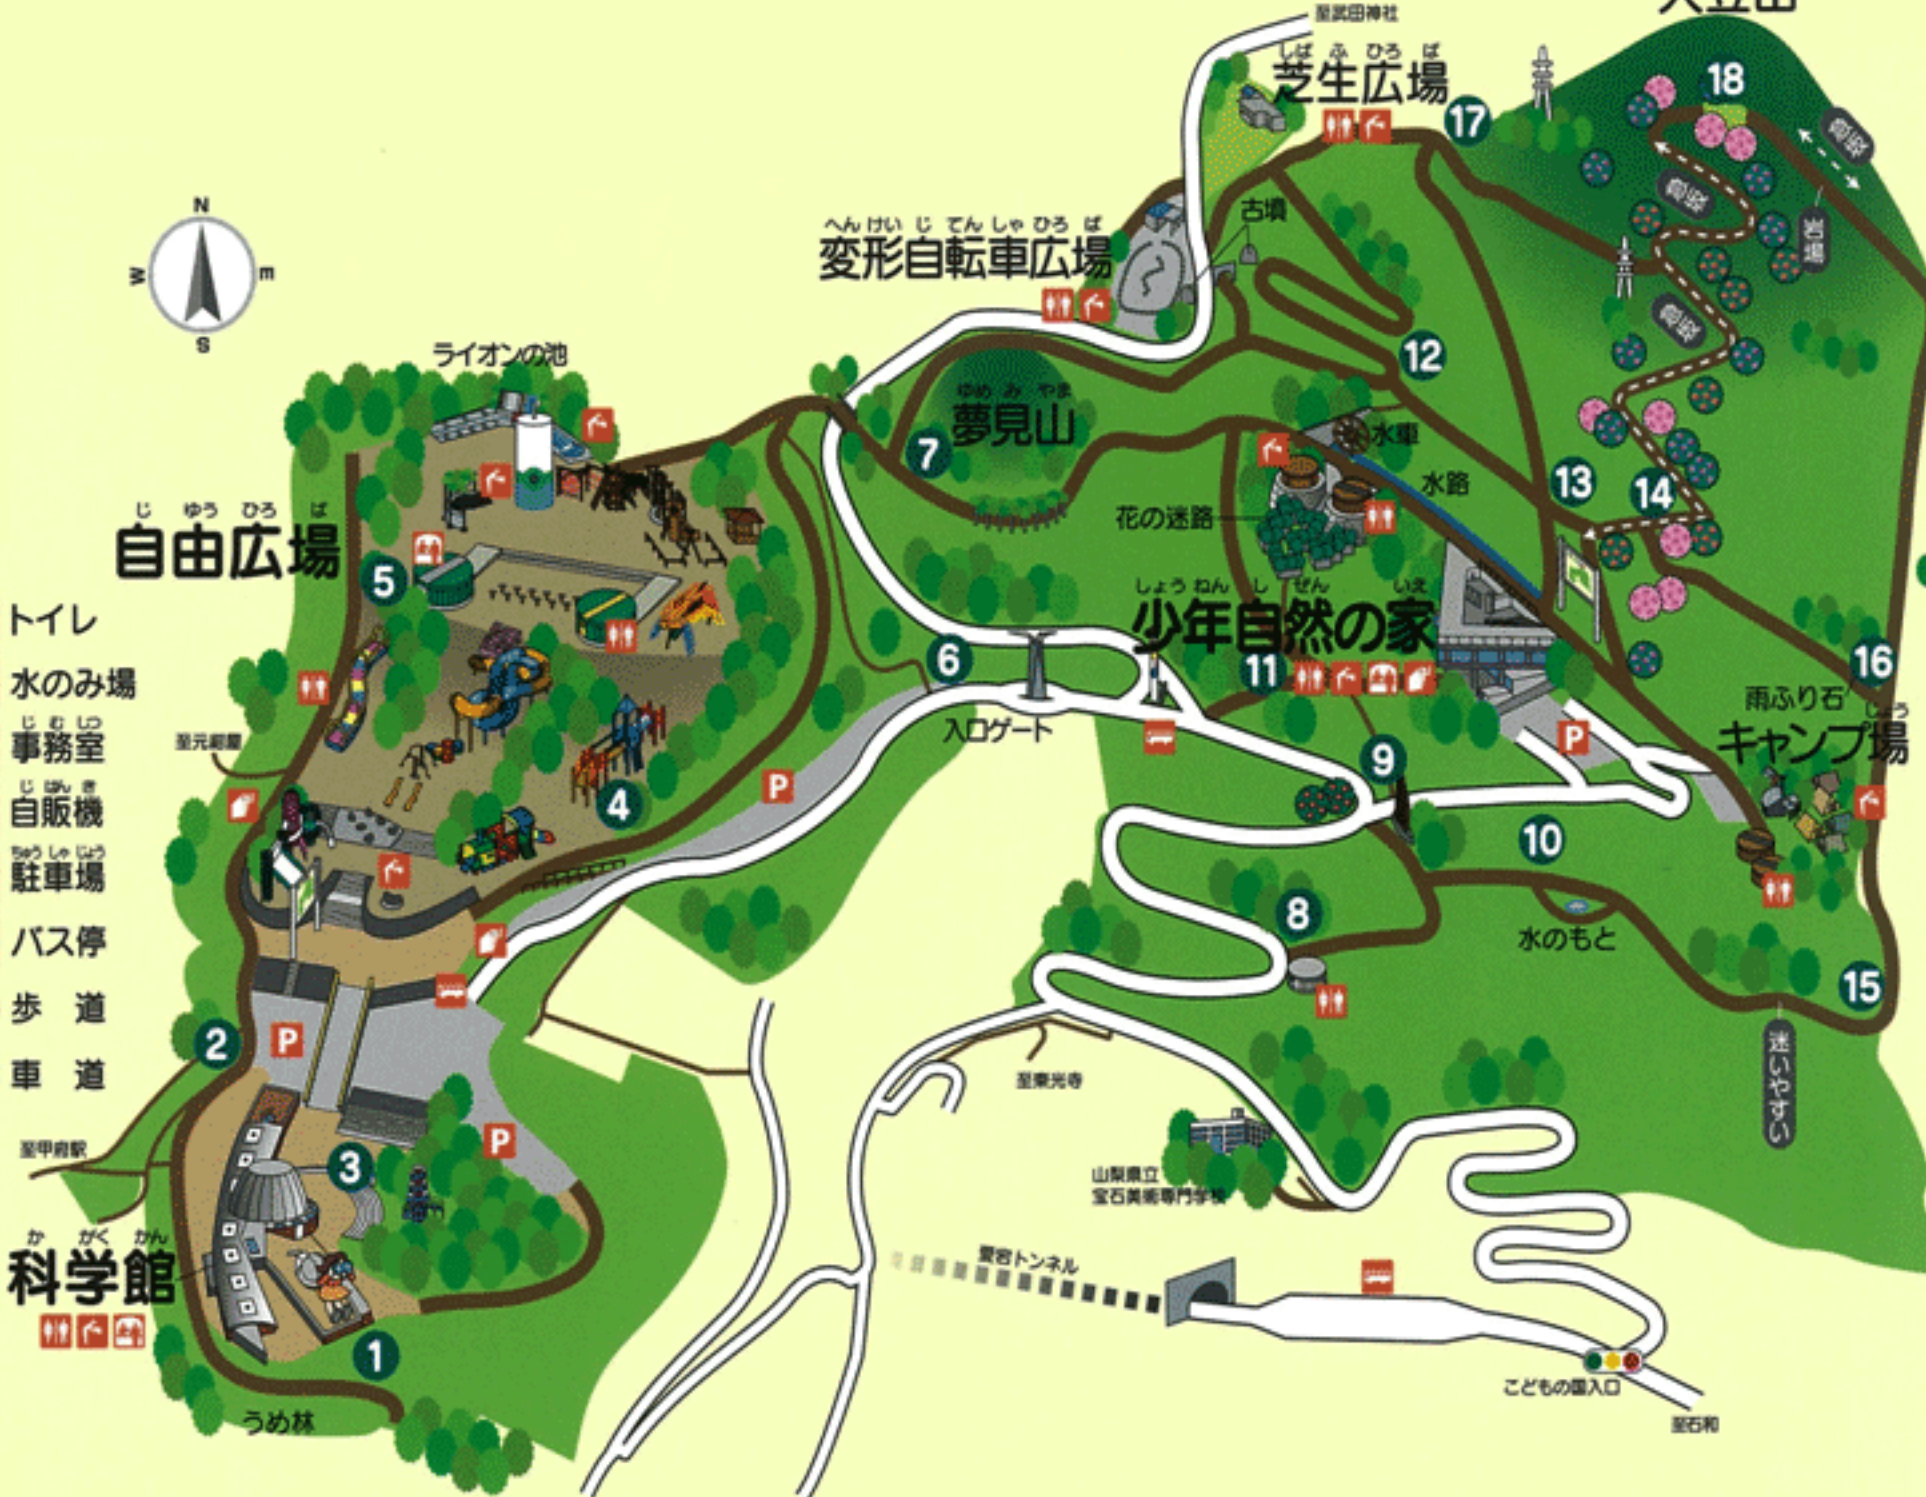 至武田神社
しばふひろば
芝生広場
17
18
急坂
急坂
岩場
急坂
古墳
へんけいじてんしゃひろば
変形自転車広場
N
W
E
S
ライオンの池
12
ゆめみやま
夢見山
7
水車
水路
13
14
花の迷路
じゆうひろば
自由広場
5
しょうねんしぜんいえ
少年自然の家
6
11
16
雨ふり石
じょう
キャンプ場
トイレ
水のみ場
じむしつ
事務室
じはんき
自販機
ちゅうしゃじょう
駐車場
バス停
歩 道
車 道
至元紺屋
入口ゲート
P
P
9
4
10
8
水のもと
15
迷いやすい
2
P
至東光寺
至甲府駅
3
P
山梨県立
宝石美術専門学校
かがくかん
科学館
愛宕トンネル
1
うめ林
こどもの国入口
至石和